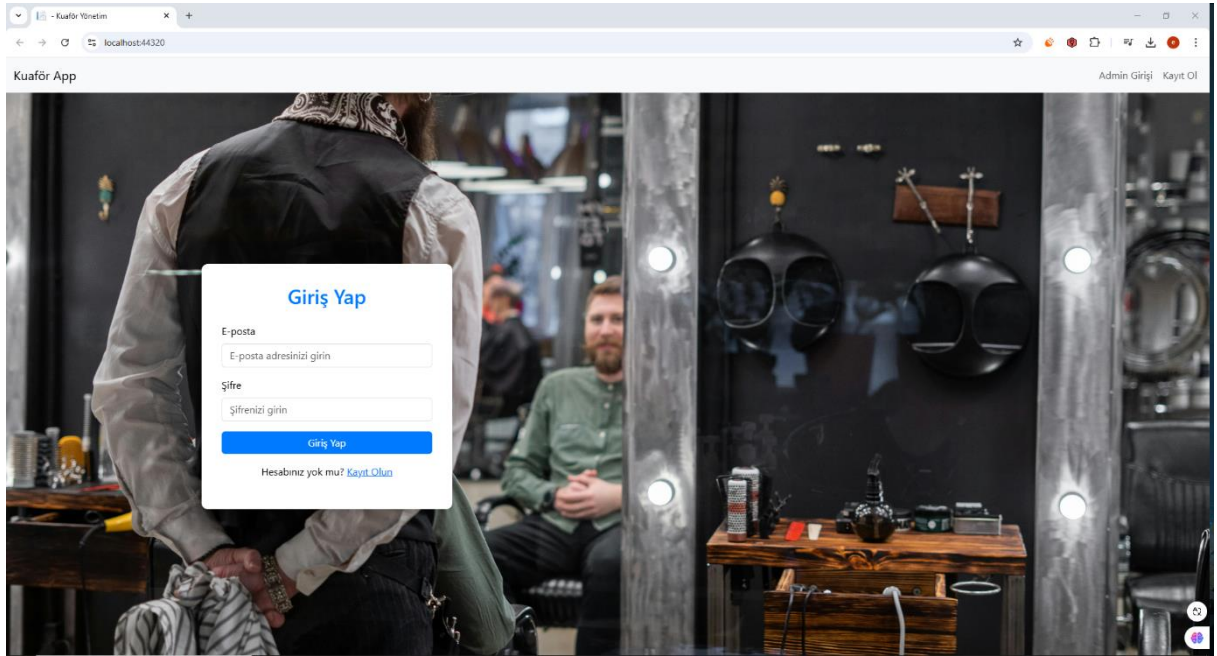 - Kuaför Yönetim
localhost:44320
Kuaför App
Admin Girişi Kayıt Ol
Giriş Yap
E-posta
E-posta adresinizi girin
Şifre
Şifrenizi girin
Giriş Yap
Hesabınız yok mu? Kayıt Olun